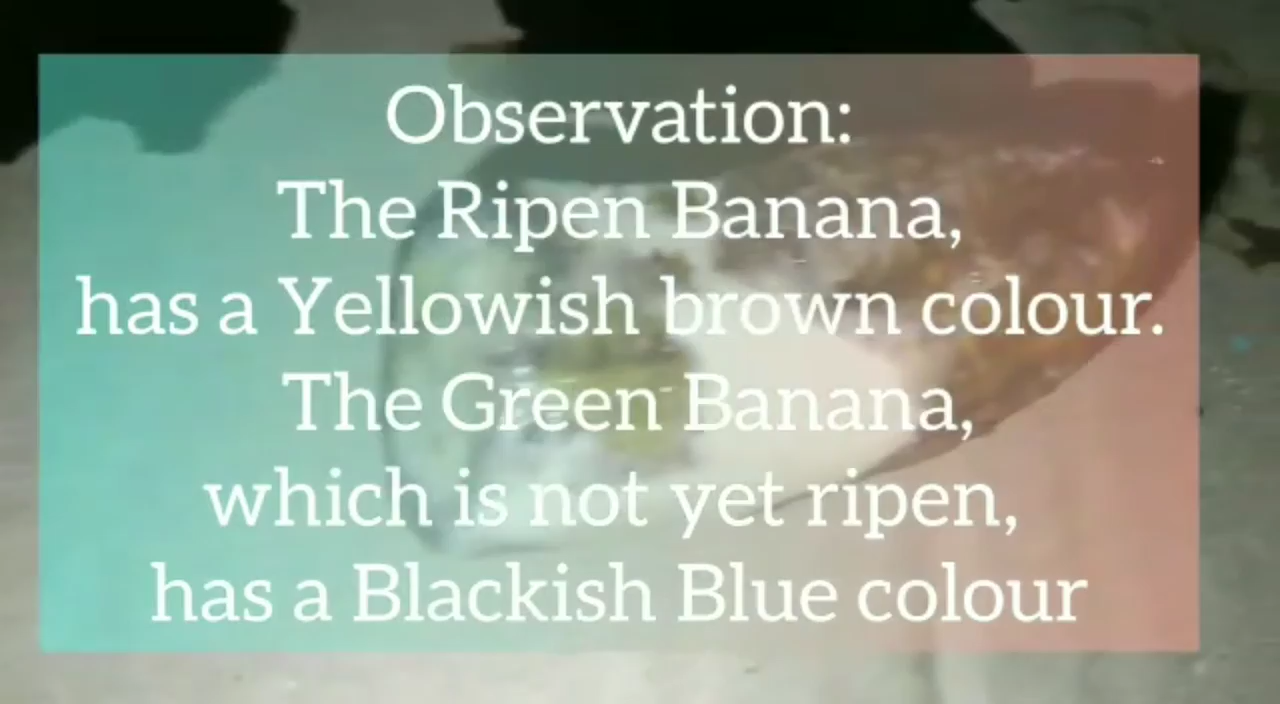 Observation:
The Ripen Banana,
has a Yellowish brown colour.
The Green Banana,
which is not yet ripen,
has a Blackish Blue colour